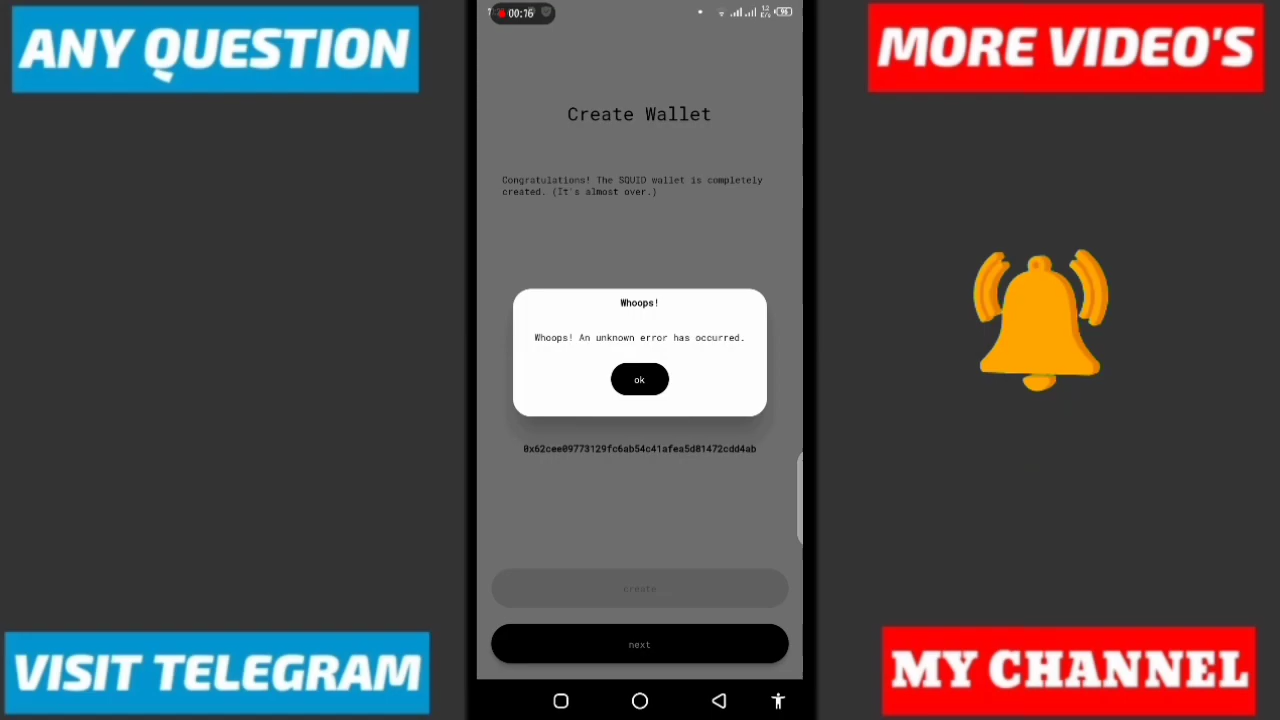 ANY QUESTION
MORE VIDEO'S
00:16
96
Create Wallet
Congratulations! The SQUID wallet is completely
created. (It's almost over.)
Whoops!
Whoops! An unknown error has occurred.
ok
0x62cee09773129fc6ab54c41afea5d81472cdd4ab
create
next
VISIT TELEGRAM
MY CHANNEL